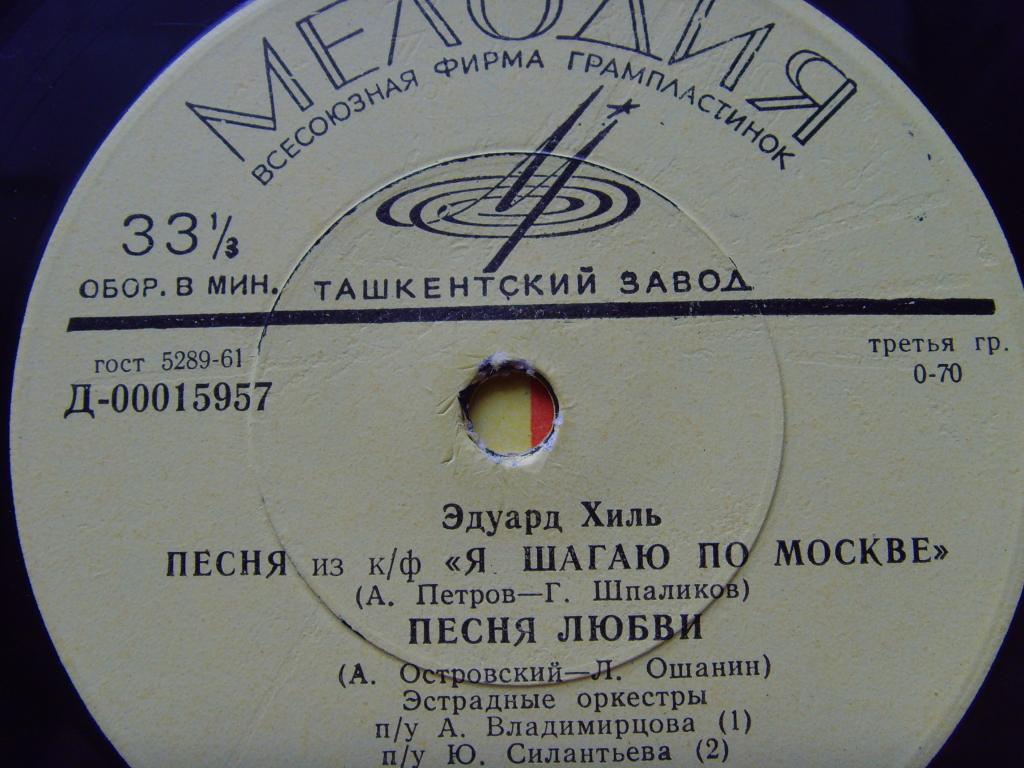 МЕЛОДИЯ
ВСЕСОЮЗНАЯ ФИРМА ГРАМПЛАСТИНОК
33⅓
ОБОР. В МИН.
ТАШКЕНТСКИЙ ЗАВОД
гост 5289-61
Д-00015957
третья гр.
0-70
Эдуард Хиль
ПЕСНЯ из к/ф «Я ШАГАЮ ПО МОСКВЕ»
(А. Петров—Г. Шпаликов)
ПЕСНЯ ЛЮБВИ
(А. Островский—Л. Ошанин)
Эстрадные оркестры
п/у А. Владимирцова (1)
п/у Ю. Силантьева (2)